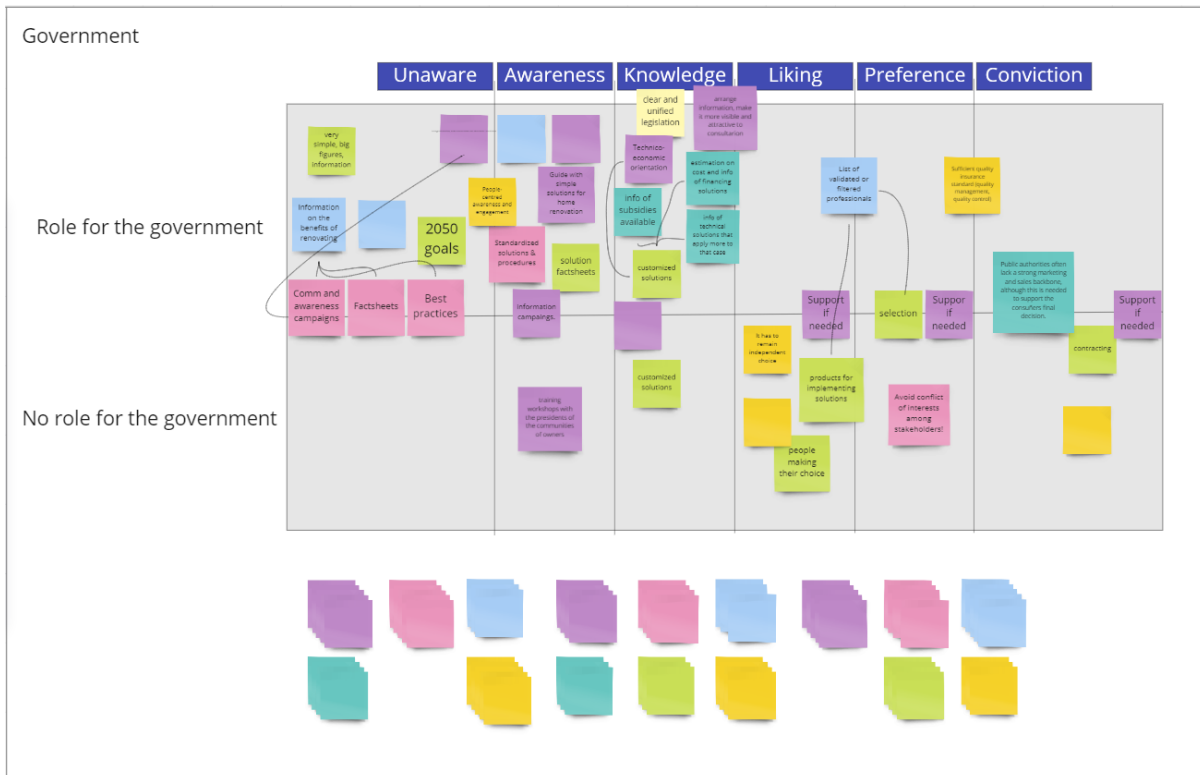 Government
Unaware
Awareness
Knowledge
Liking
Preference
Conviction
Role for the government
very
simple, big
figures,
information
Information
on the
benefits of
renovating
2050
goals
Comm and
awareness
campaigns
Factsheets
Best
practices
People-
centred
awareness and
engagement
Guide with
simple
solutions for
home
renovation
Standardized
solutions &
procedures
solution
factsheets
information
campaings.
clear and
unified
legislation
arrange
information, make
it more visible and
attractive to
consultarion
Technico-
economic
orientation
estimation on
cost and info
of financing
solutions
info of
subsidies
available
info of
technical
solutions that
apply more to
that case
customized
solutions
List of
validated or
filtered
professionals
Support
if
needed
selection
Suppor
if
needed
Sufficient quality
insurance
standard (quality
management,
quality control)
Public authorities often
lack a strong marketing
and sales backbone,
although this is needed
to support the
consumers final
decision.
Support
if
needed
No role for the government
training
workshops with
the presidents of
the communities
of owners
customized
solutions
It has to
remain
independent
choice
products for
implementing
solutions
people
making
their choice
Avoid conflict
of interests
among
stakeholders!
contracting